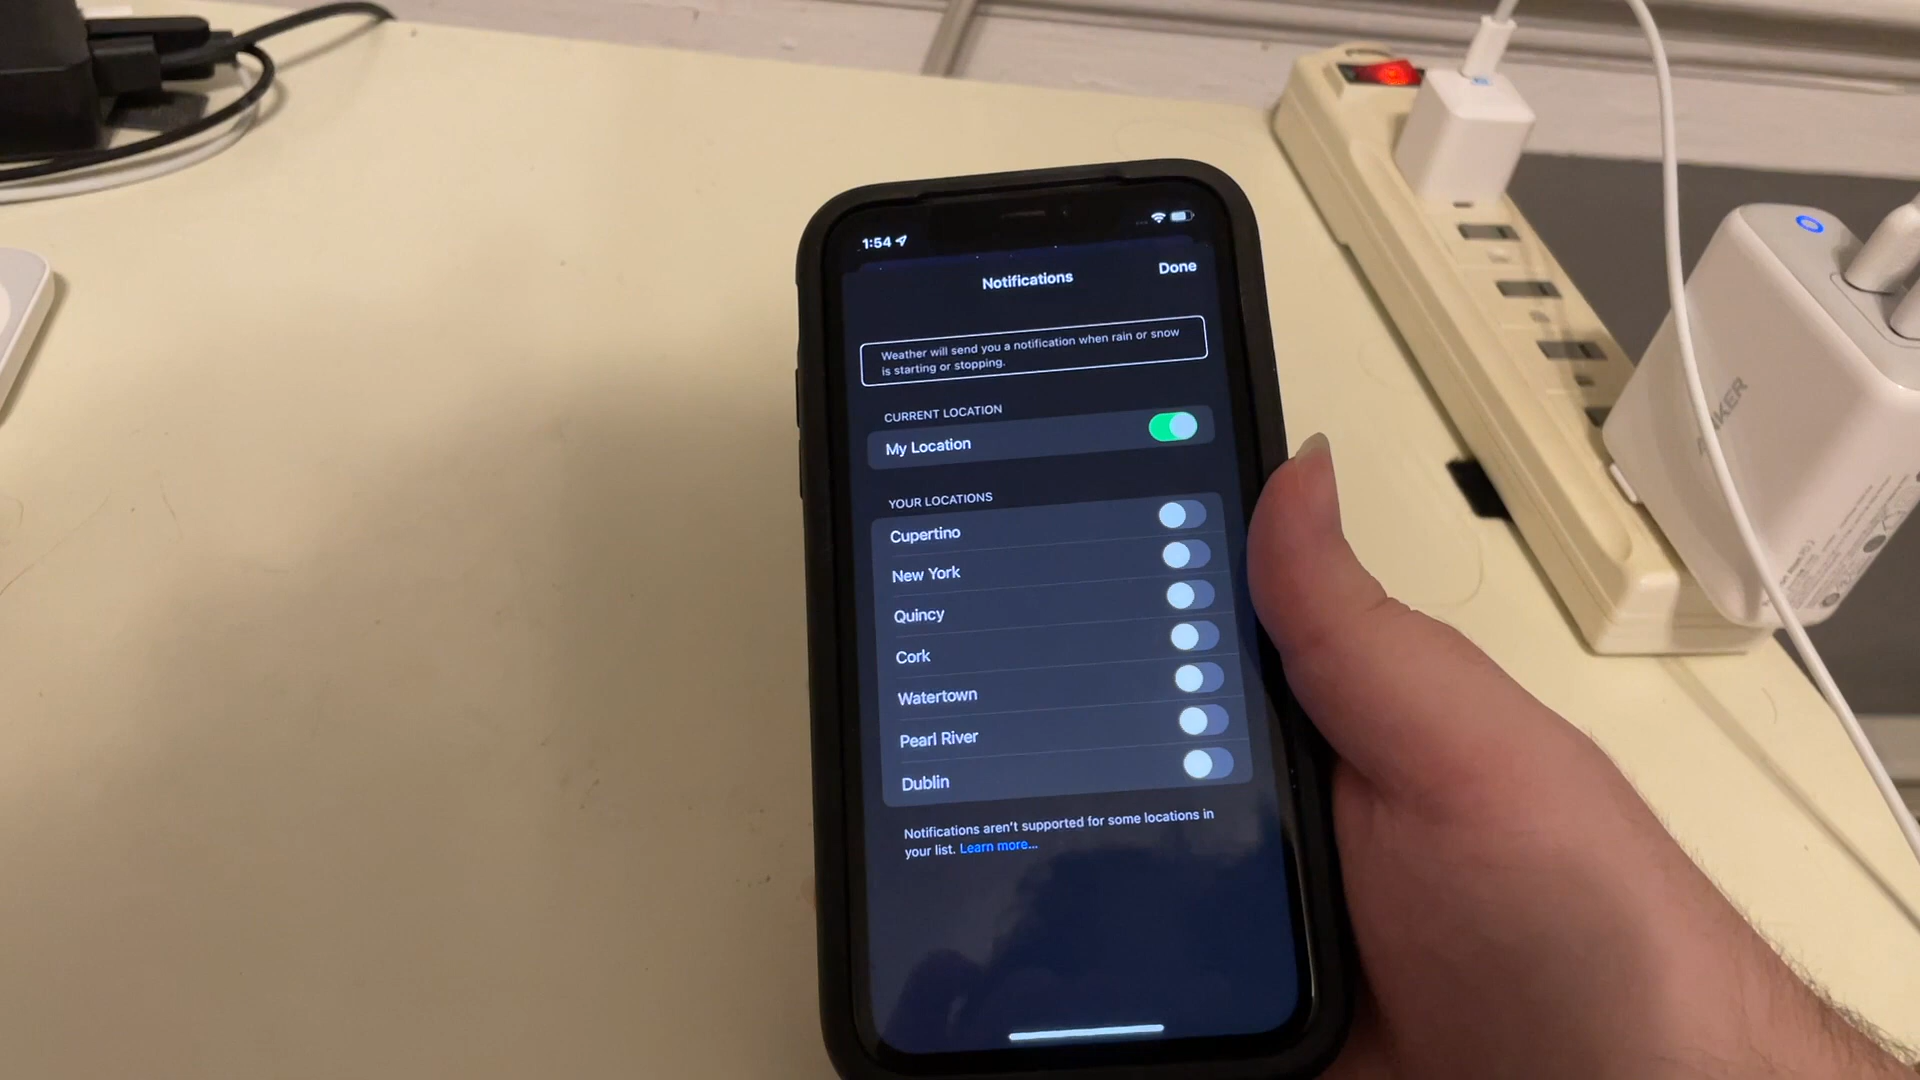 1:54
Notifications
Done
Weather will send you a notification when rain or snow
is starting or stopping.
CURRENT LOCATION
My Location
YOUR LOCATIONS
Cupertino
New York
Quincy
Cork
Watertown
Pearl River
Dublin
Notifications aren't supported for some locations in
your list. Learn more...
ANKER